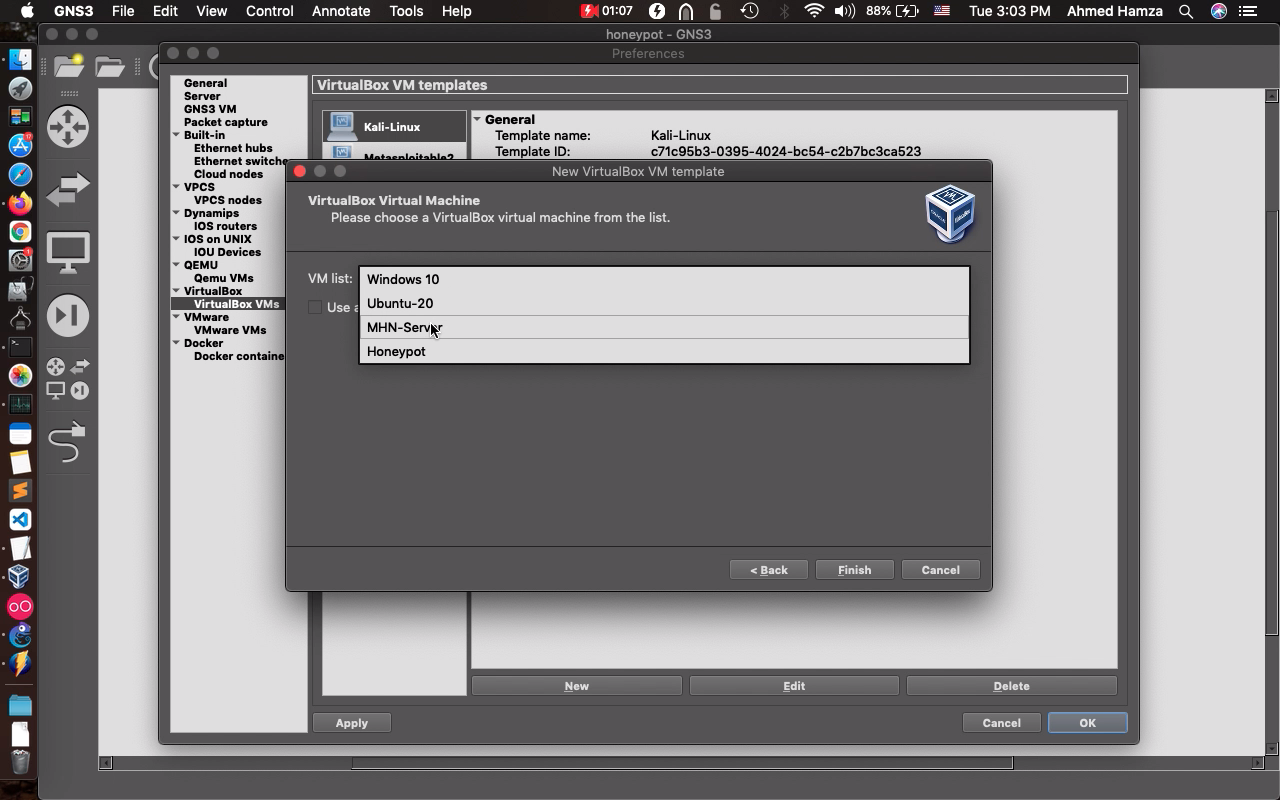 GNS3 File Edit View Control Annotate Tools Help 01:07 88% Tue 3:03 PM Ahmed Hamza
honeypot - GNS3
Preferences
General
Server
GNS3 VM
Packet capture
Built-in
Ethernet hubs
Ethernet switche
Cloud nodes
VPCS
VPCS nodes
Dynamips
IOS routers
IOS on UNIX
IOU Devices
QEMU
Qemu VMs
VirtualBox
VirtualBox VMs
VMware
VMware VMs
Docker
Docker containe
VirtualBox VM templates
Kali-Linux
Metasploitable2
General
Template name: Kali-Linux
Template ID: c71c95b3-0395-4024-bc54-c2b7bc3ca523
New VirtualBox VM template
VirtualBox Virtual Machine
Please choose a VirtualBox virtual machine from the list.
VM list:
Use a
Windows 10
Ubuntu-20
MHN-Server
Honeypot
< Back Finish Cancel
New Edit Delete
Apply Cancel OK